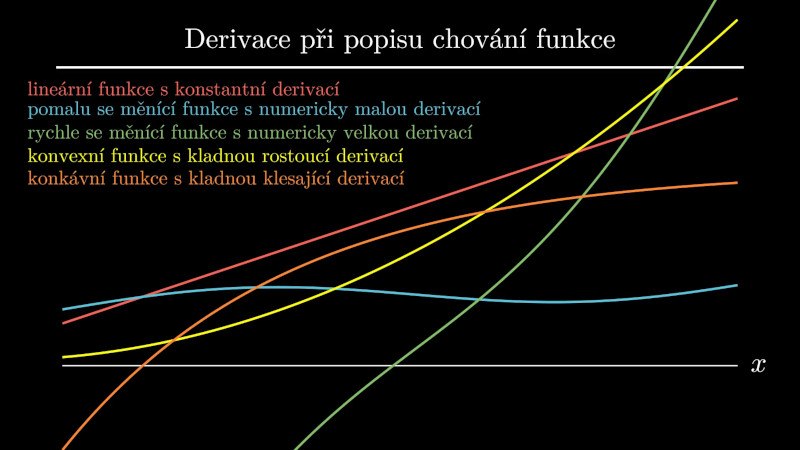 Derivace při popisu chování funkce
lineární funkce s konstantní derivací
pomalu se měnící funkce s numericky malou derivací
rychle se měnící funkce s numericky velkou derivací
konvexní funkce s kladnou rostoucí derivací
konkávní funkce s kladnou klesající derivací
x